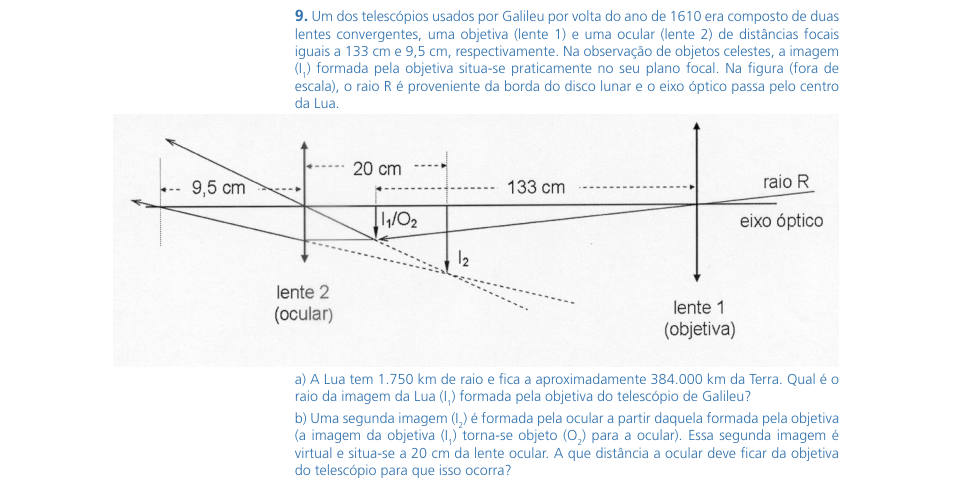 9. Um dos telescópios usados por Galileu por volta do ano de 1610 era composto de duas
lentes convergentes, uma objetiva (lente 1) e uma ocular (lente 2) de distâncias focais
iguais a 133 cm e 9,5 cm, respectivamente. Na observação de objetos celestes, a imagem
(I₁) formada pela objetiva situa-se praticamente no seu plano focal. Na figura (fora de
escala), o raio R é proveniente da borda do disco lunar e o eixo óptico passa pelo centro
da Lua.
20 cm
9,5 cm
133 cm
raio R
I₁/O₂
eixo óptico
I₂
lente 2
(ocular)
lente 1
(objetiva)
a) A Lua tem 1.750 km de raio e fica a aproximadamente 384.000 km da Terra. Qual é o
raio da imagem da Lua (I₁) formada pela objetiva do telescópio de Galileu?
b) Uma segunda imagem (I₂) é formada pela ocular a partir daquela formada pela objetiva
(a imagem da objetiva (I₁) torna-se objeto (O₂) para a ocular). Essa segunda imagem é
virtual e situa-se a 20 cm da lente ocular. A que distância a ocular deve ficar da objetiva
do telescópio para que isso ocorra?